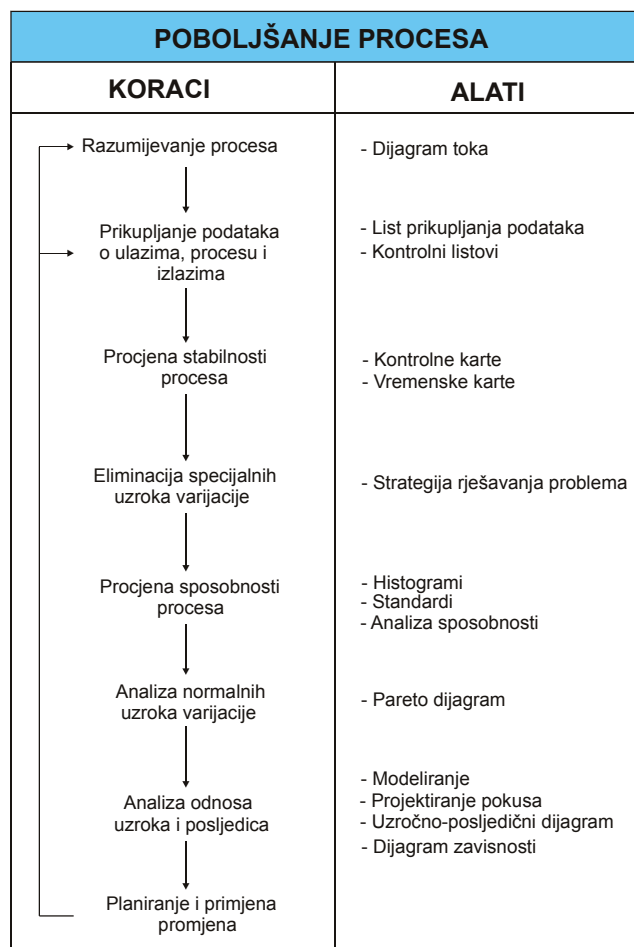 POBOLJŠANJE PROCESA
KORACI
ALATI
Razumijevanje procesa
- Dijagram toka
Prikupljanje podataka
o ulazima, procesu i
izlazima
- List prikupljanja podataka
- Kontrolni listovi
Procjena stabilnosti
procesa
- Kontrolne karte
- Vremenske karte
Eliminacija specijalnih
uzroka varijacije
- Strategija rješavanja problema
Procjena sposobnosti
procesa
- Histogrami
- Standardi
- Analiza sposobnosti
Analiza normalnih
uzroka varijacije
- Pareto dijagram
Analiza odnosa
uzroka i posljedica
- Modeliranje
- Projektiranje pokusa
- Uzročno-posljedični dijagram
- Dijagram zavisnosti
Planiranje i primjena
promjena